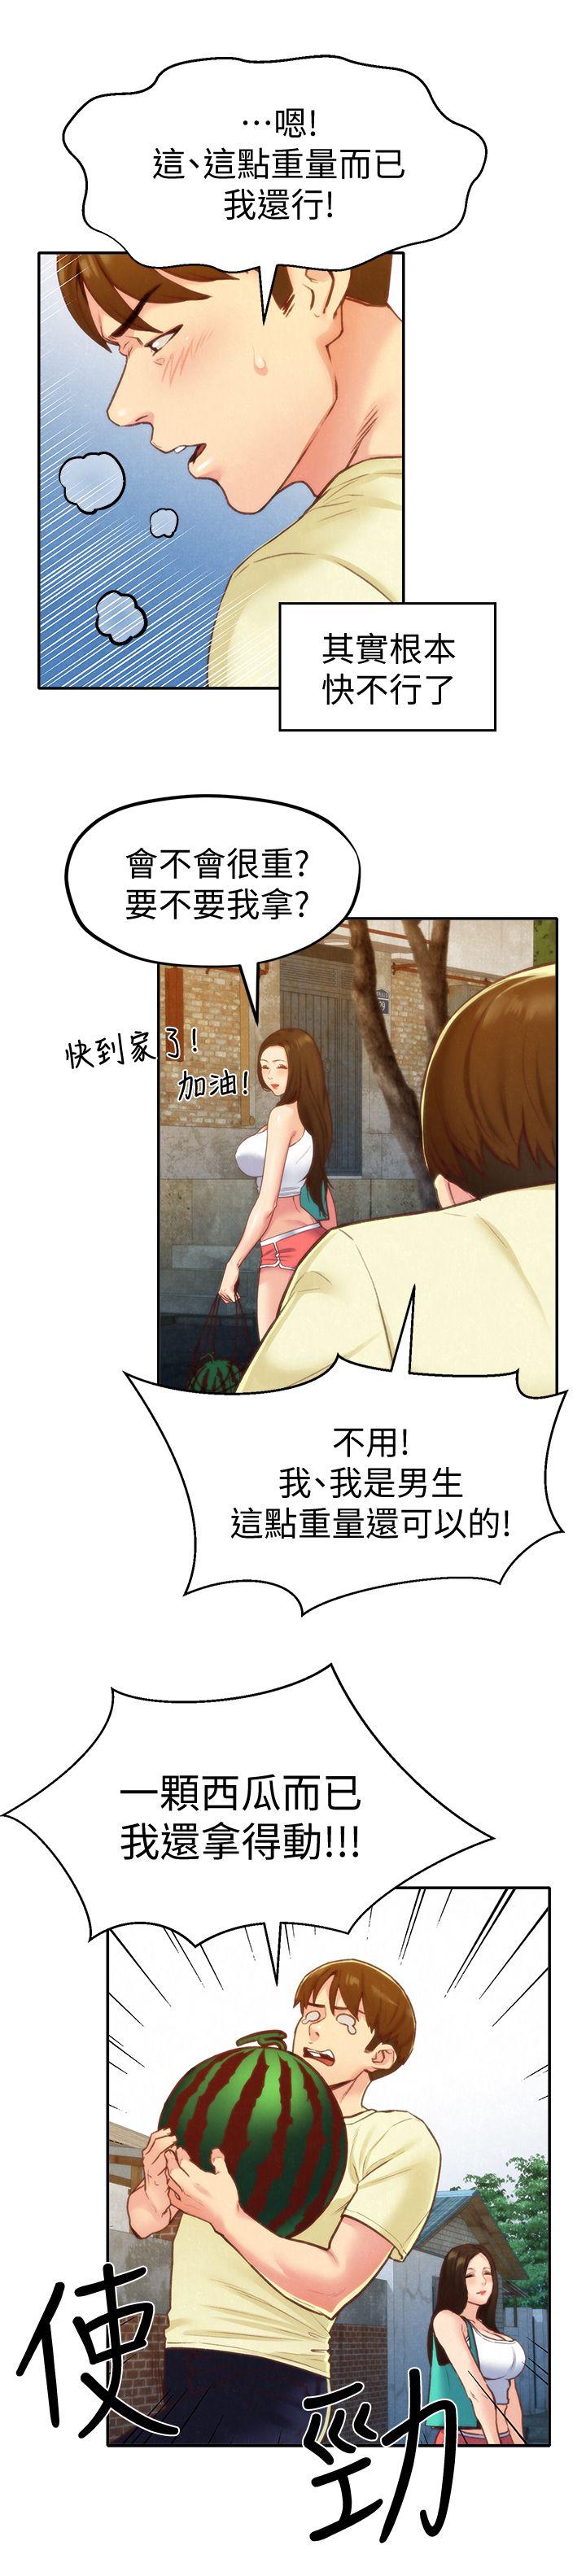 …嗯!
這、這點重量而已
我還行!
其實根本
快不行了
會不會很重?
要不要我拿?
快到家了!
加油!
不用!
我、我是男生
這點重量還可以的!
一顆西瓜而已
我還拿得動!!!
使勁